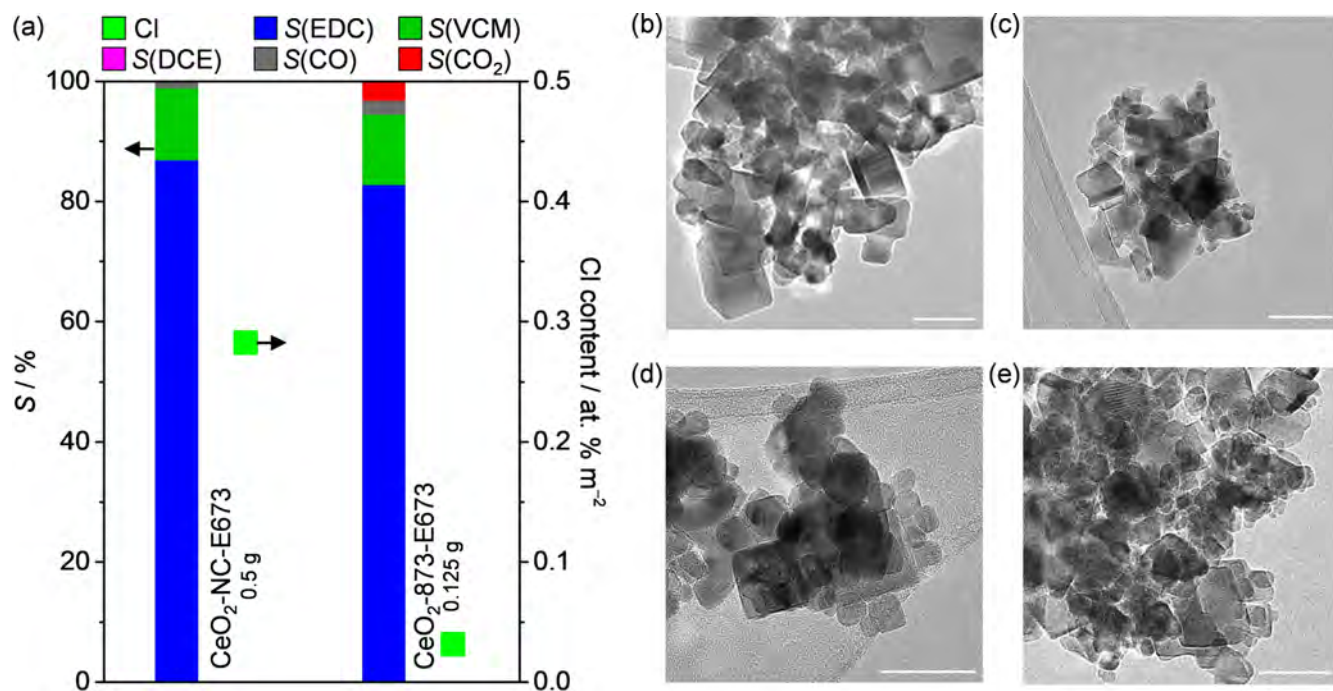 (a)
Cl
S(EDC)
S(VCM)
S(DCE)
S(CO)
S(CO₂)
100
80
60
40
20
0
S / %
0.5
0.4
0.3
0.2
0.1
0.0
Cl content / at. % m⁻²
CeO₂-NC-E673
0.5 g
CeO₂-873-E673
0.125 g
(b)
(c)
(d)
(e)